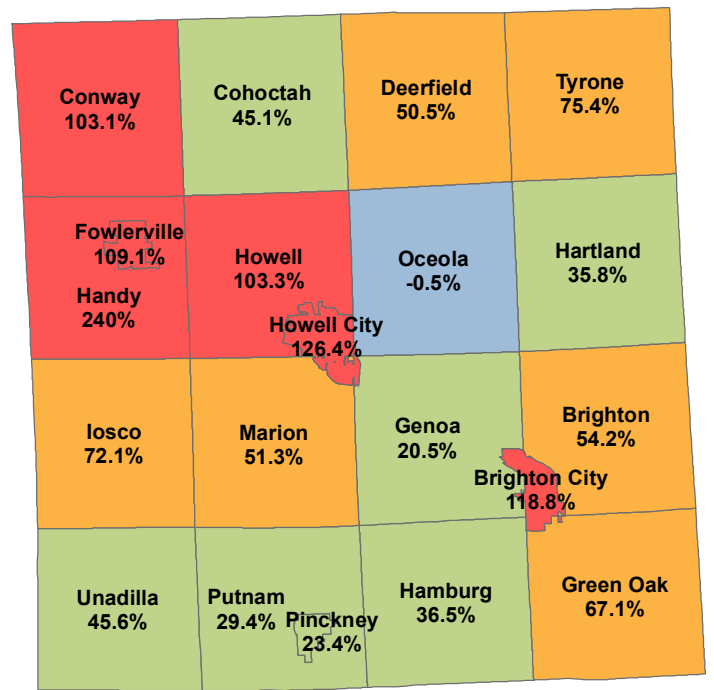 Conway
103.1%
Cohoctah
45.1%
Deerfield
50.5%
Tyrone
75.4%
Fowlerville
109.1%
Handy
240%
Howell
103.3%
Oceola
-0.5%
Hartland
35.8%
Howell City
126.4%
Iosco
72.1%
Marion
51.3%
Genoa
20.5%
Brighton
54.2%
Brighton City
118.8%
Unadilla
45.6%
Putnam
29.4%
Pinckney
23.4%
Hamburg
36.5%
Green Oak
67.1%